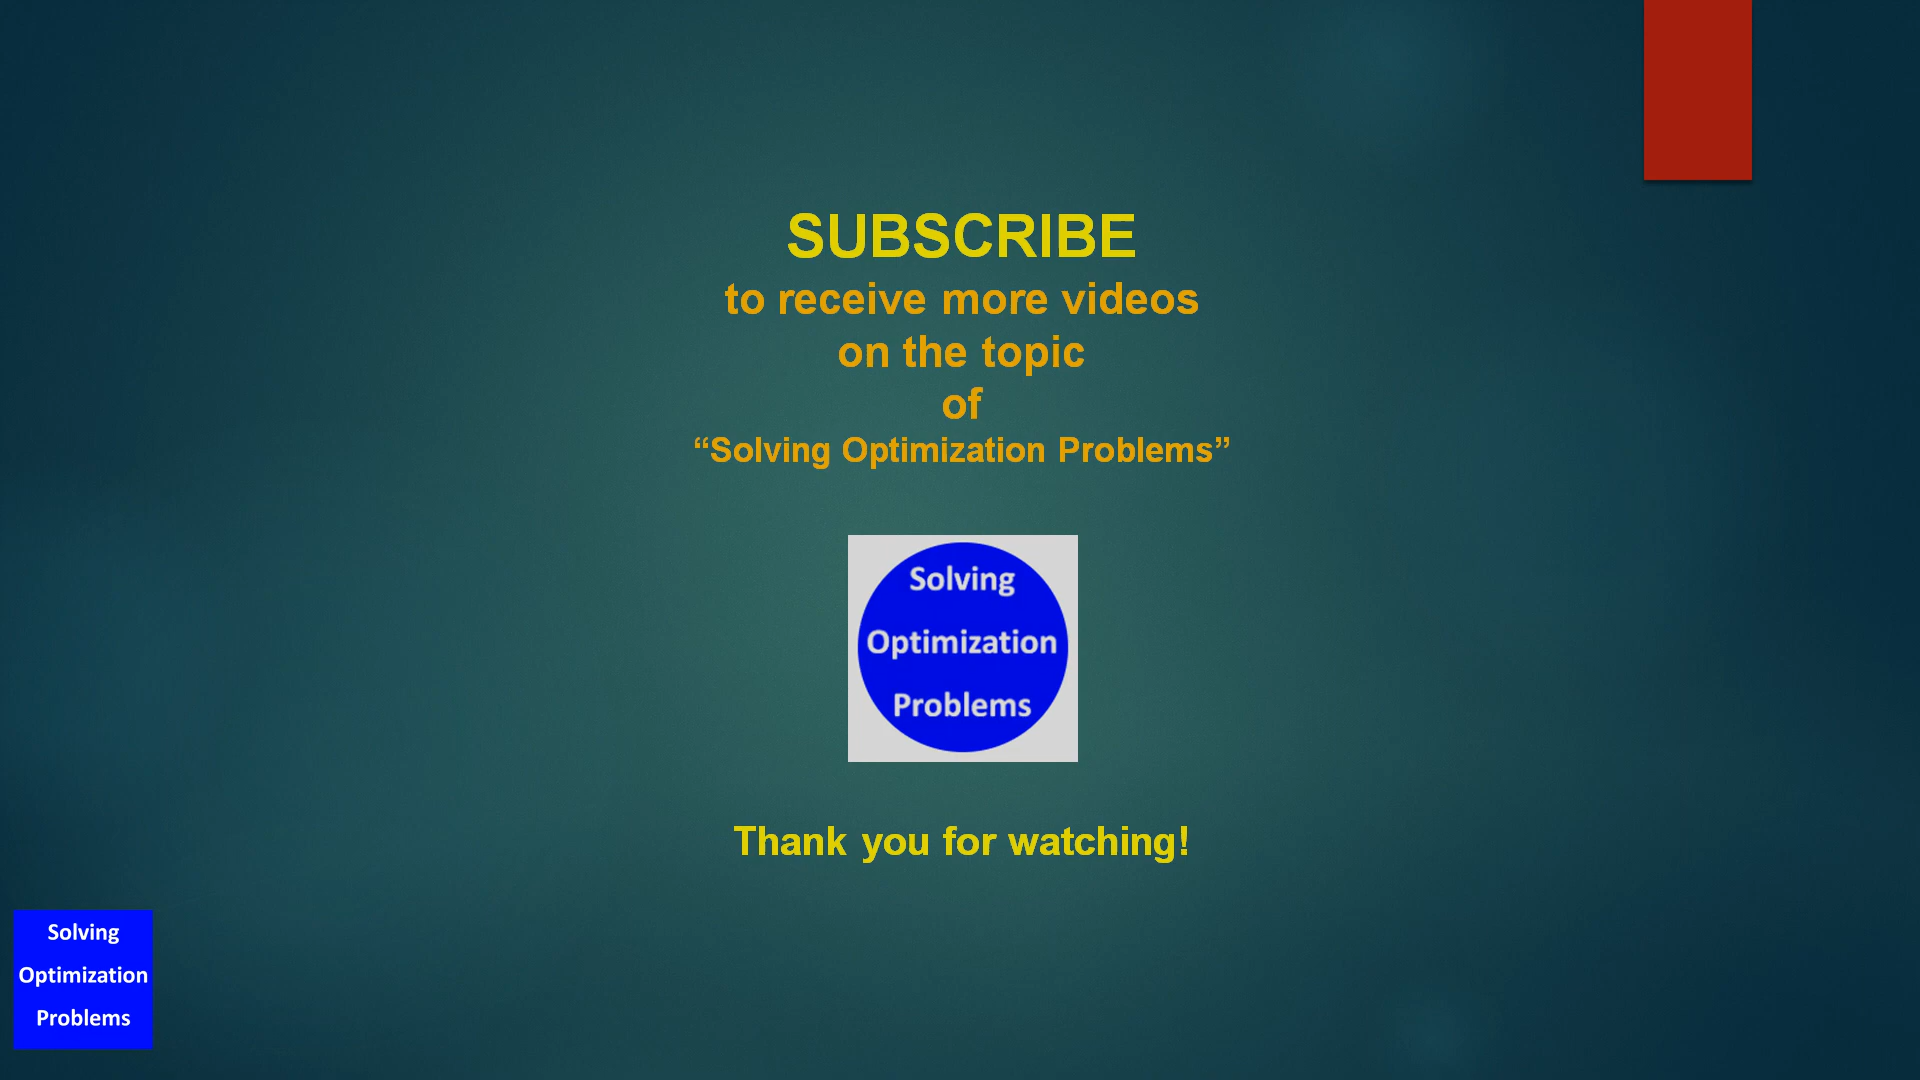 SUBSCRIBE
to receive more videos
on the topic
of
“Solving Optimization Problems”
Solving
Optimization
Problems
Thank you for watching!
Solving
Optimization
Problems